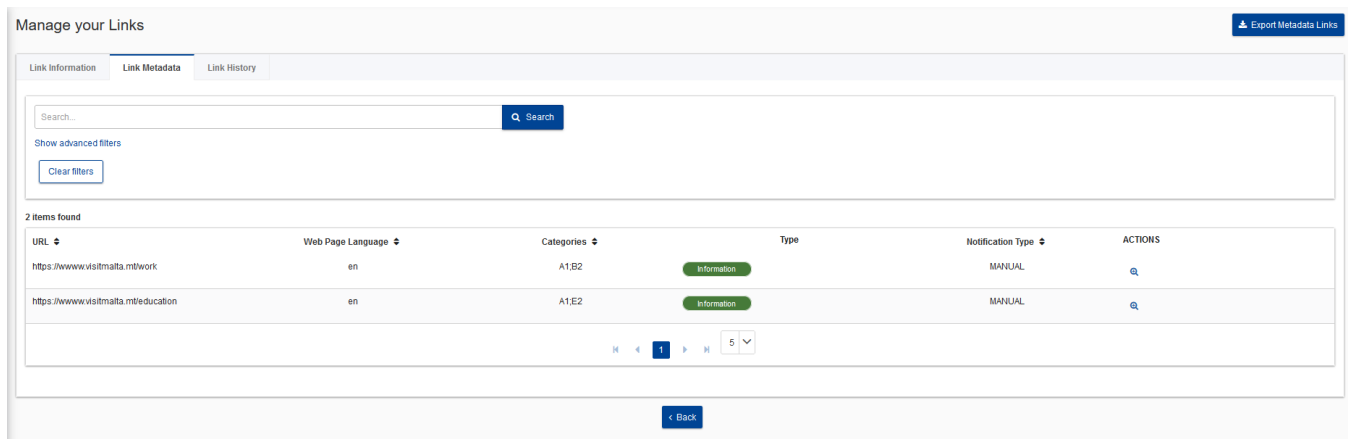 Manage your Links
Export Metadata Links
Link Information Link Metadata Link History
Search...
Search
Show advanced filters
Clear filters
2 items found
URL Web Page Language Categories Type Notification Type ACTIONS
https://wwww.visitmalta.mt/work en A1;B2 Information MANUAL
https://wwww.visitmalta.mt/education en A1;E2 Information MANUAL
1 5
Back